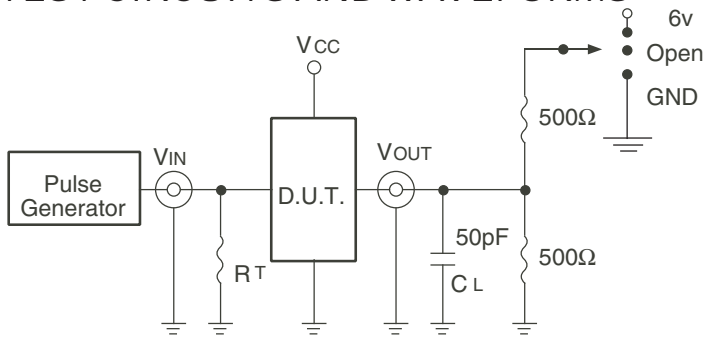 6v
Open
GND
VCC
500Ω
VIN
VOUT
Pulse
Generator
D.U.T.
50pF
CL
RT
500Ω